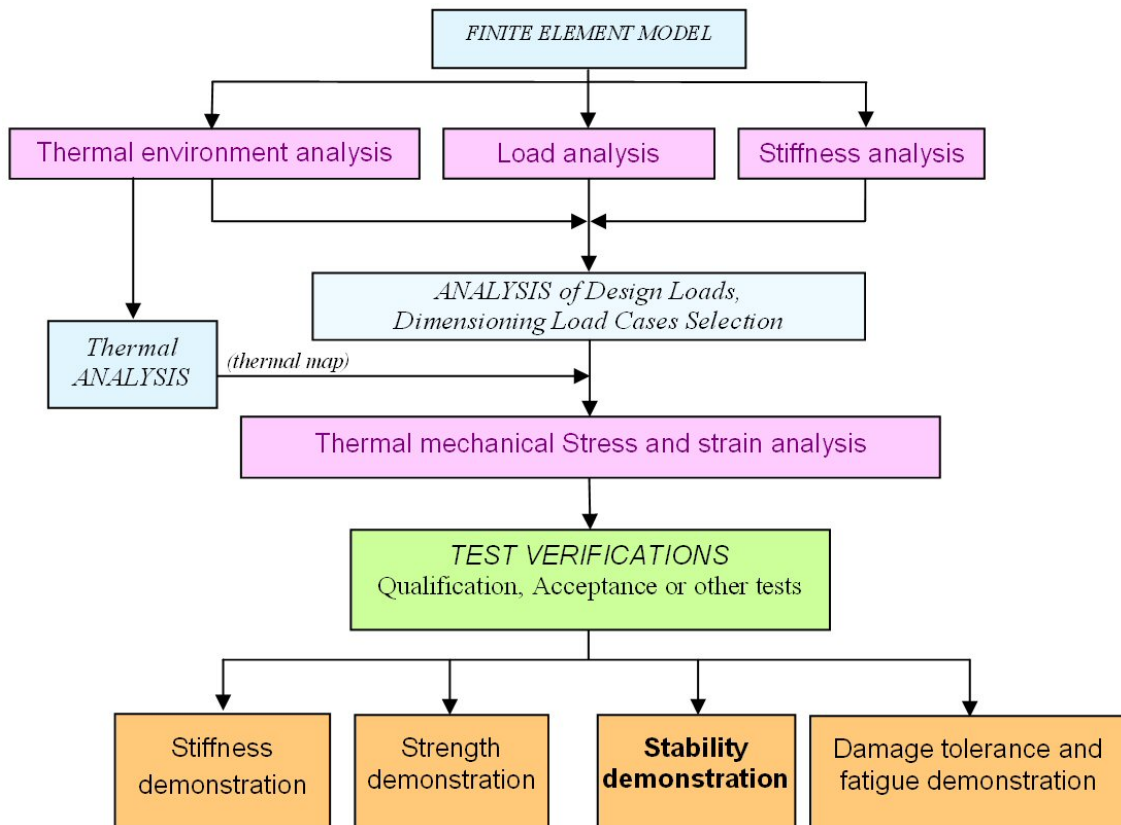 FINITE ELEMENT MODEL
Thermal environment analysis
Load analysis
Stiffness analysis
ANALYSIS of Design Loads,
Dimensioning Load Cases Selection
Thermal
ANALYSIS
(thermal map)
Thermal mechanical Stress and strain analysis
TEST VERIFICATIONS
Qualification, Acceptance or other tests
Stiffness
demonstration
Strength
demonstration
Stability
demonstration
Damage tolerance and
fatigue demonstration